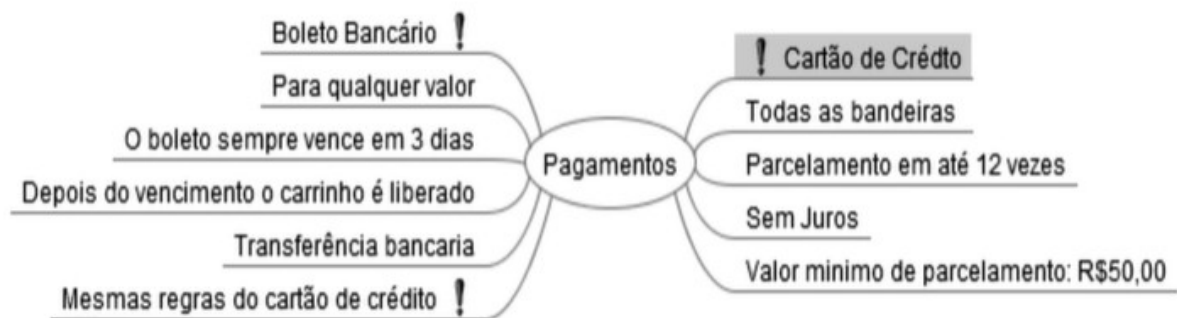 Boleto Bancário !
Para qualquer valor
O boleto sempre vence em 3 dias
Depois do vencimento o carrinho é liberado
Transferência bancaria
Mesmas regras do cartão de crédito !
Pagamentos
! Cartão de Crédto
Todas as bandeiras
Parcelamento em até 12 vezes
Sem Juros
Valor minimo de parcelamento: R$50,00